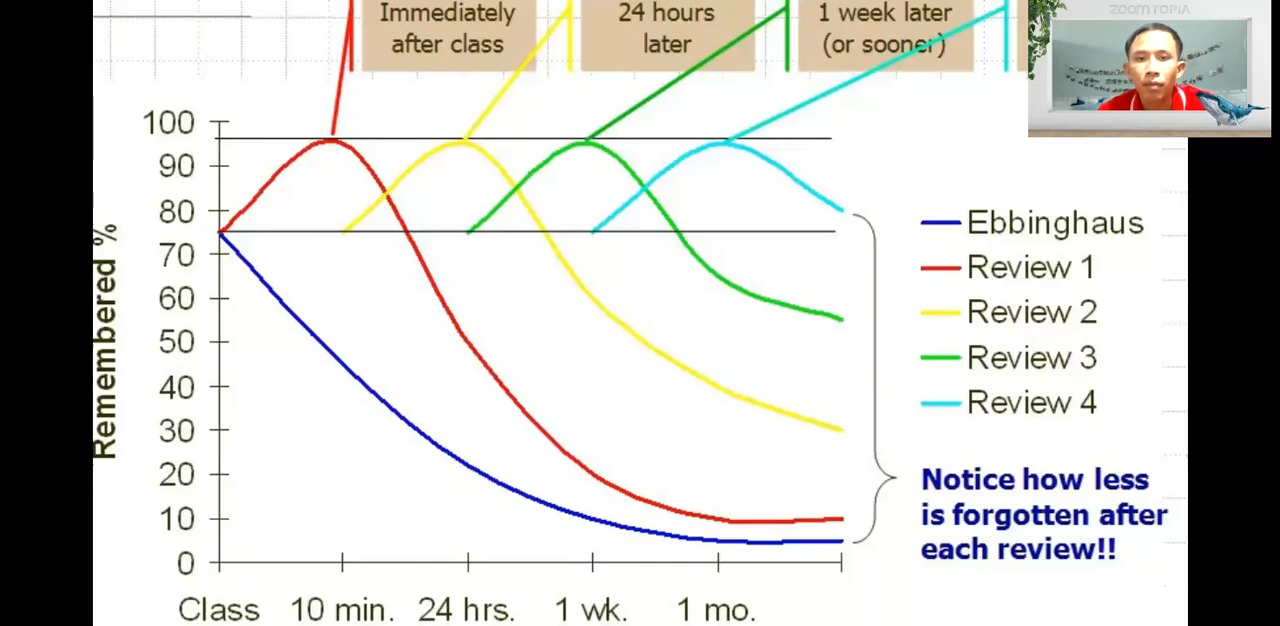 Immediately
after class
24 hours
later
1 week later
(or sooner)
ZOOMTOPIA
100
90
80
70
60
50
40
30
20
10
0
Remembered %
Class 10 min. 24 hrs. 1 wk. 1 mo.
Ebbinghaus
Review 1
Review 2
Review 3
Review 4
Notice how less
is forgotten after
each review!!